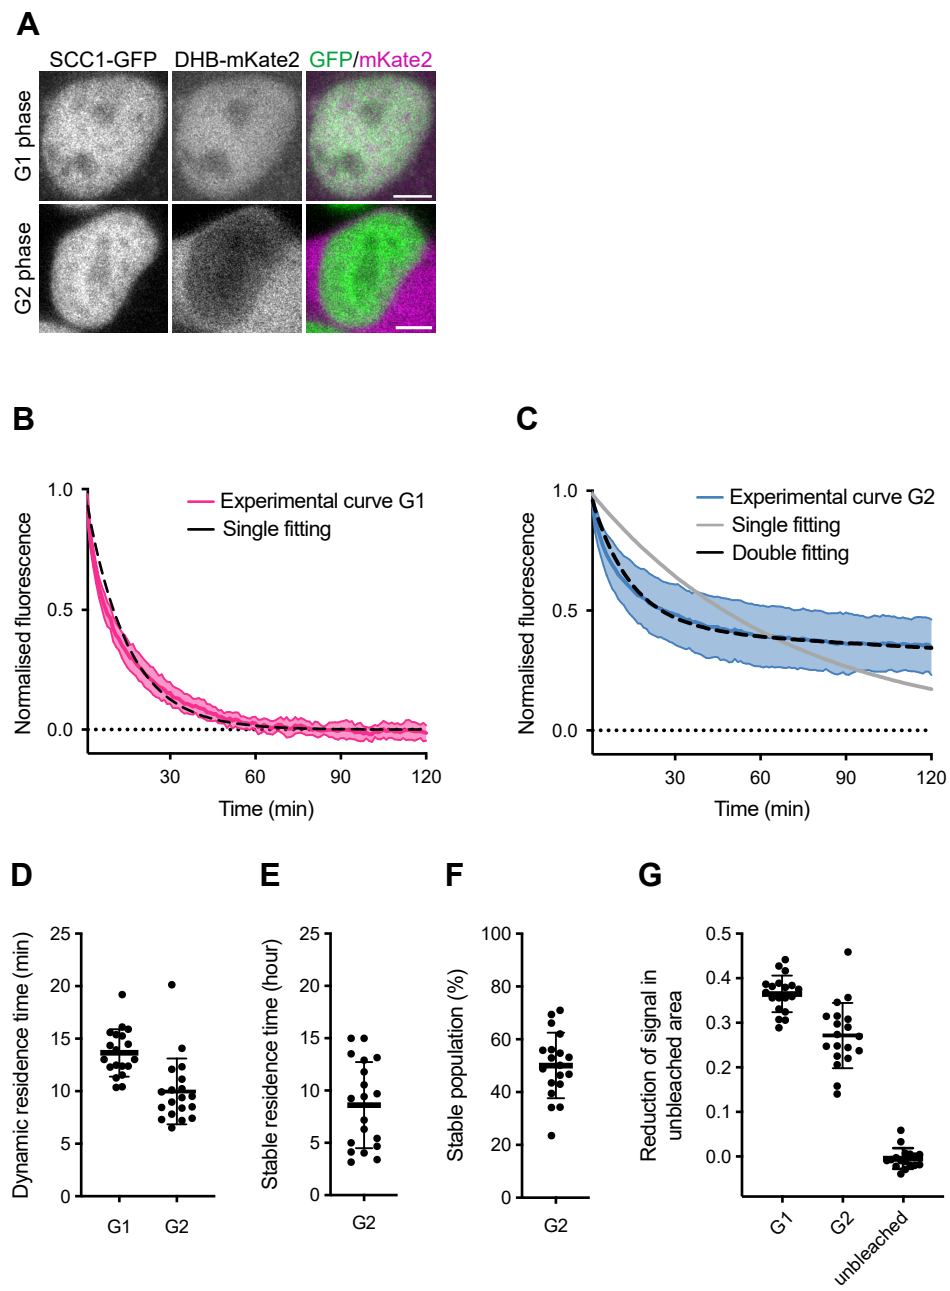 A
SCC1-GFP DHB-mKate2 GFP/mKate2
G1 phase
G2 phase
B
Normalised fluorescence
1.0
0.5
0.0
30 60 90 120
Time (min)
Experimental curve G1
Single fitting
C
Normalised fluorescence
1.0
0.5
0.0
30 60 90 120
Time (min)
Experimental curve G2
Single fitting
Double fitting
D
Dynamic residence time (min)
25
20
15
10
5
0
G1 G2
E
Stable residence time (hour)
25
20
15
10
5
0
G2
F
Stable population (%)
100
80
60
40
20
0
G2
G
Reduction of signal in
unbleached area
0.5
0.4
0.3
0.2
0.1
0.0
G1
G2
unbleached